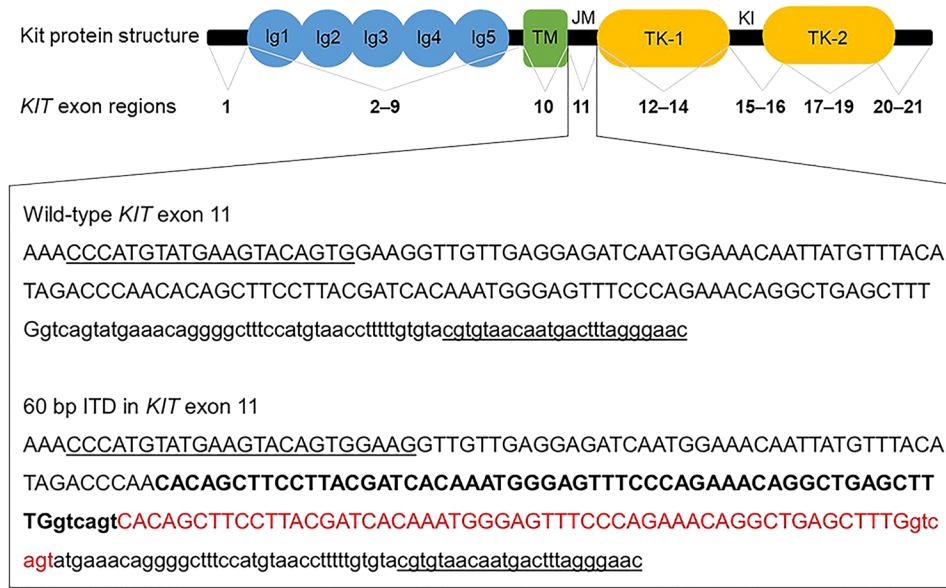 JM KI
Kit protein structure Ig1 Ig2 Ig3 Ig4 Ig5 TM TK-1 TK-2
KIT exon regions 1 2–9 10 11 12–14 15–16 17–19 20–21
Wild-type KIT exon 11
AAACCCATGTATGAAGTACAGTGGAAGGTTGTTGAGGAGATCAATGGAAACAATTATGTTTACA
TAGACCCAACACAGCTTCCTTACGATCACAAATGGGAGTTTCCCAGAAACAGGCTGAGCTTT
Ggtcagtatgaaacaggggctttccatgtaacctttttgtgtacgtgtaacaatgactttagggaac
60 bp ITD in KIT exon 11
AAACCCATGTATGAAGTACAGTGGAAGGTTGTTGAGGAGATCAATGGAAACAATTATGTTTACA
TAGACCCAACACAGCTTCCTTACGATCACAAATGGGAGTTTCCCAGAAACAGGCTGAGCTT
TGgtcagtCACAGCTTCCTTACGATCACAAATGGGAGTTTCCCAGAAACAGGCTGAGCTTTGgtc
agtatgaaacaggggctttccatgtaacctttttgtgtacgtgtaacaatgactttagggaac